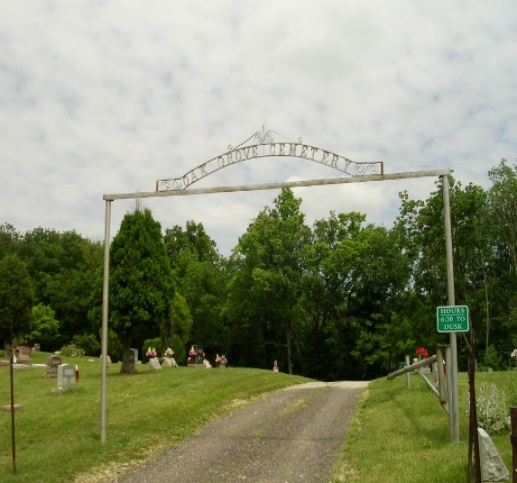 OAK GROVE CEMETERY
HOURS
6:30 TO
DUSK